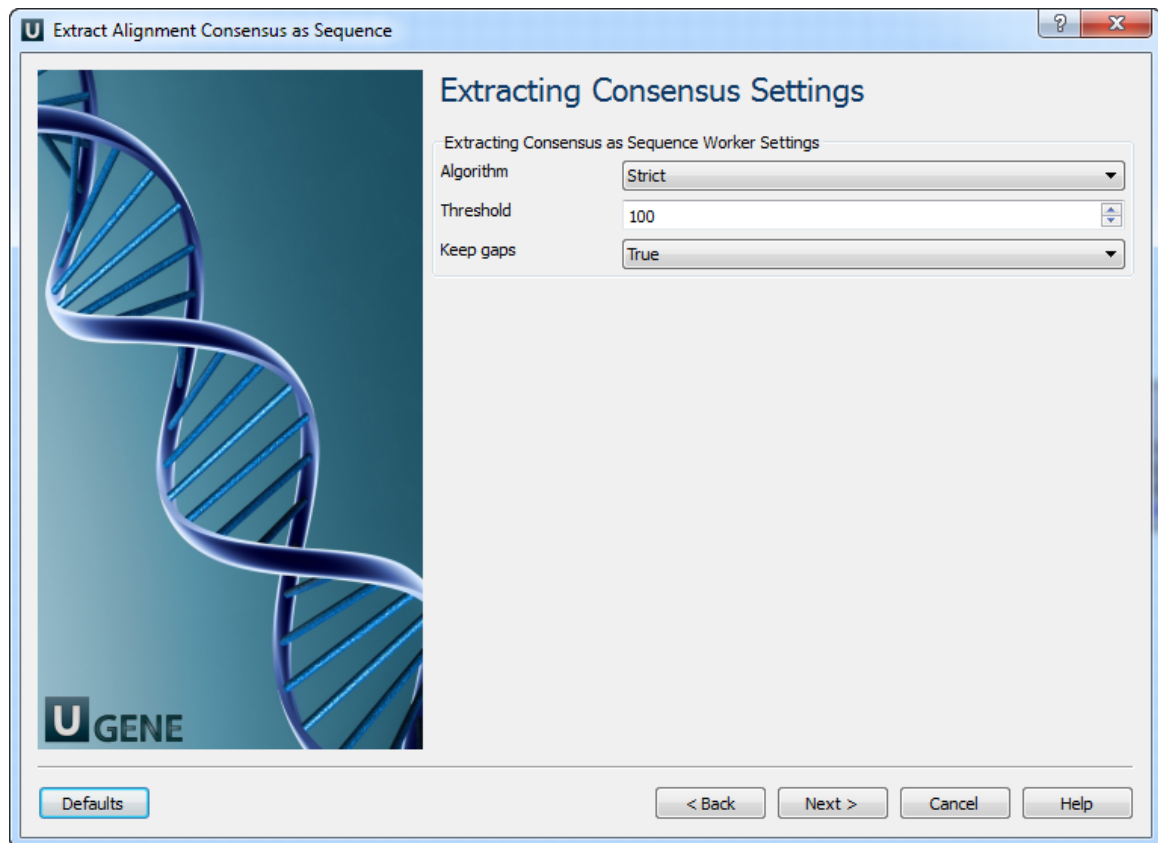 U Extract Alignment Consensus as Sequence
? X
Extracting Consensus Settings
Extracting Consensus as Sequence Worker Settings
Algorithm Strict
Threshold 100
Keep gaps True
U GENE
Defaults < Back Next > Cancel Help